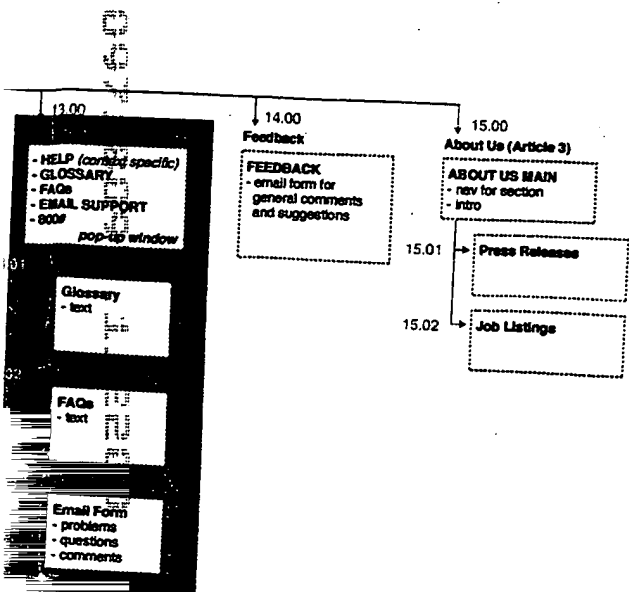 13.00
- HELP (context specific)
- GLOSSARY
- FAQs
- EMAIL SUPPORT
- 800#
pop-up window
Glossary
- text
FAQs
- text
Email Form
- problems
- questions
- comments
14.00
Feedback
FEEDBACK
- email form for
general comments
and suggestions
15.00
About Us (Article 3)
ABOUT US MAIN
- nav for section
- intro
15.01
Press Releases
15.02
Job Listings